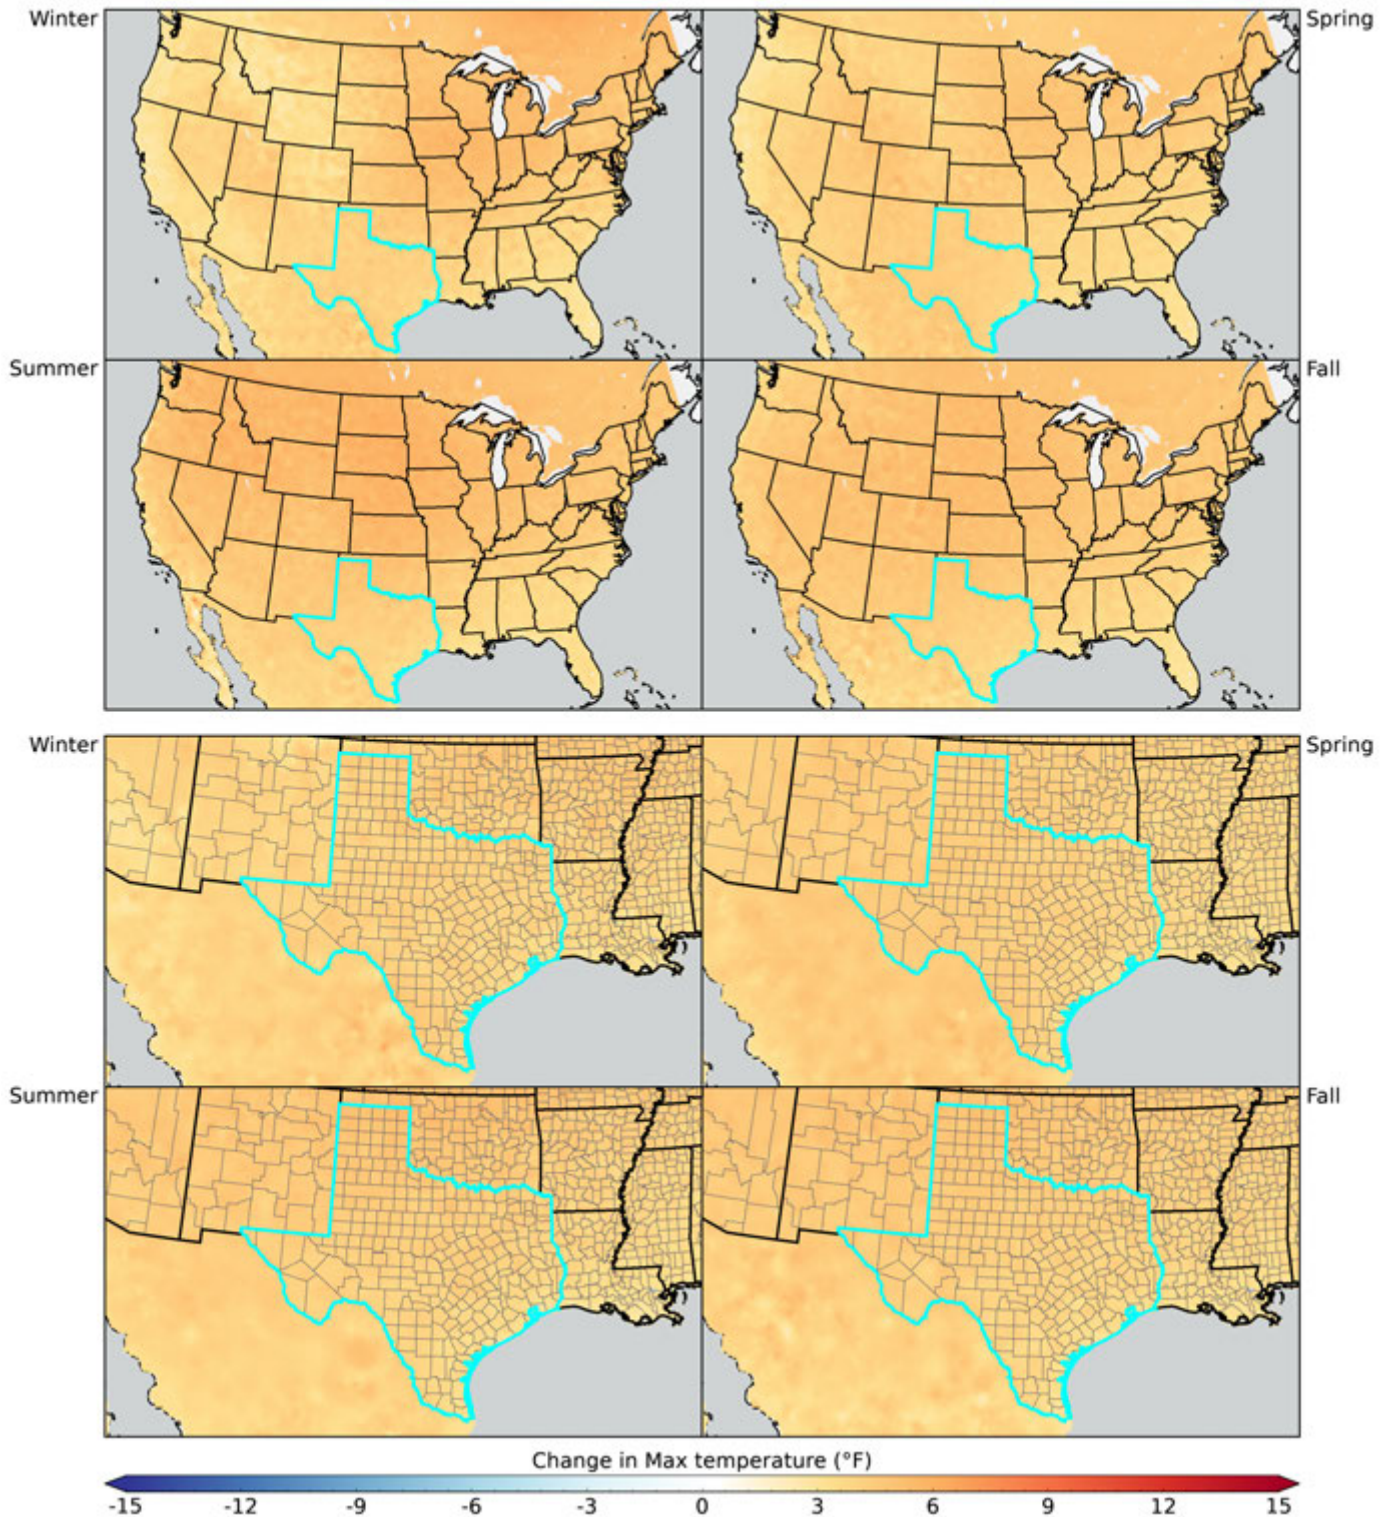 Winter Spring
Summer Fall
Winter Spring
Summer Fall
Change in Max temperature (°F)
-15 -12 -9 -6 -3 0 3 6 9 12 15